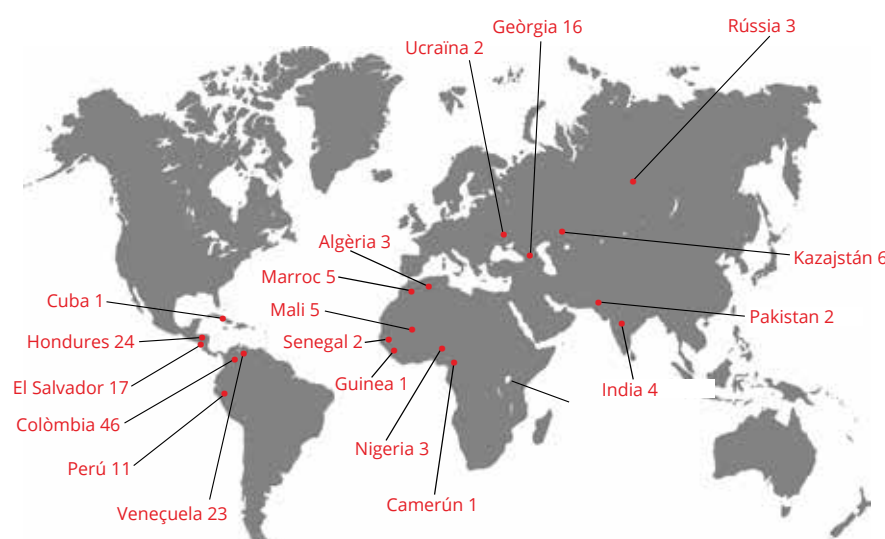 Geòrgia 16
Rússia 3
Ucraïna 2
Algèria 3
Kazajstán 6
Marroc 5
Cuba 1
Mali 5
Pakistan 2
Hondures 24
Senegal 2
El Salvador 17
Guinea 1
India 4
Colòmbia 46
Nigeria 3
Perú 11
Camerún 1
Veneçuela 23